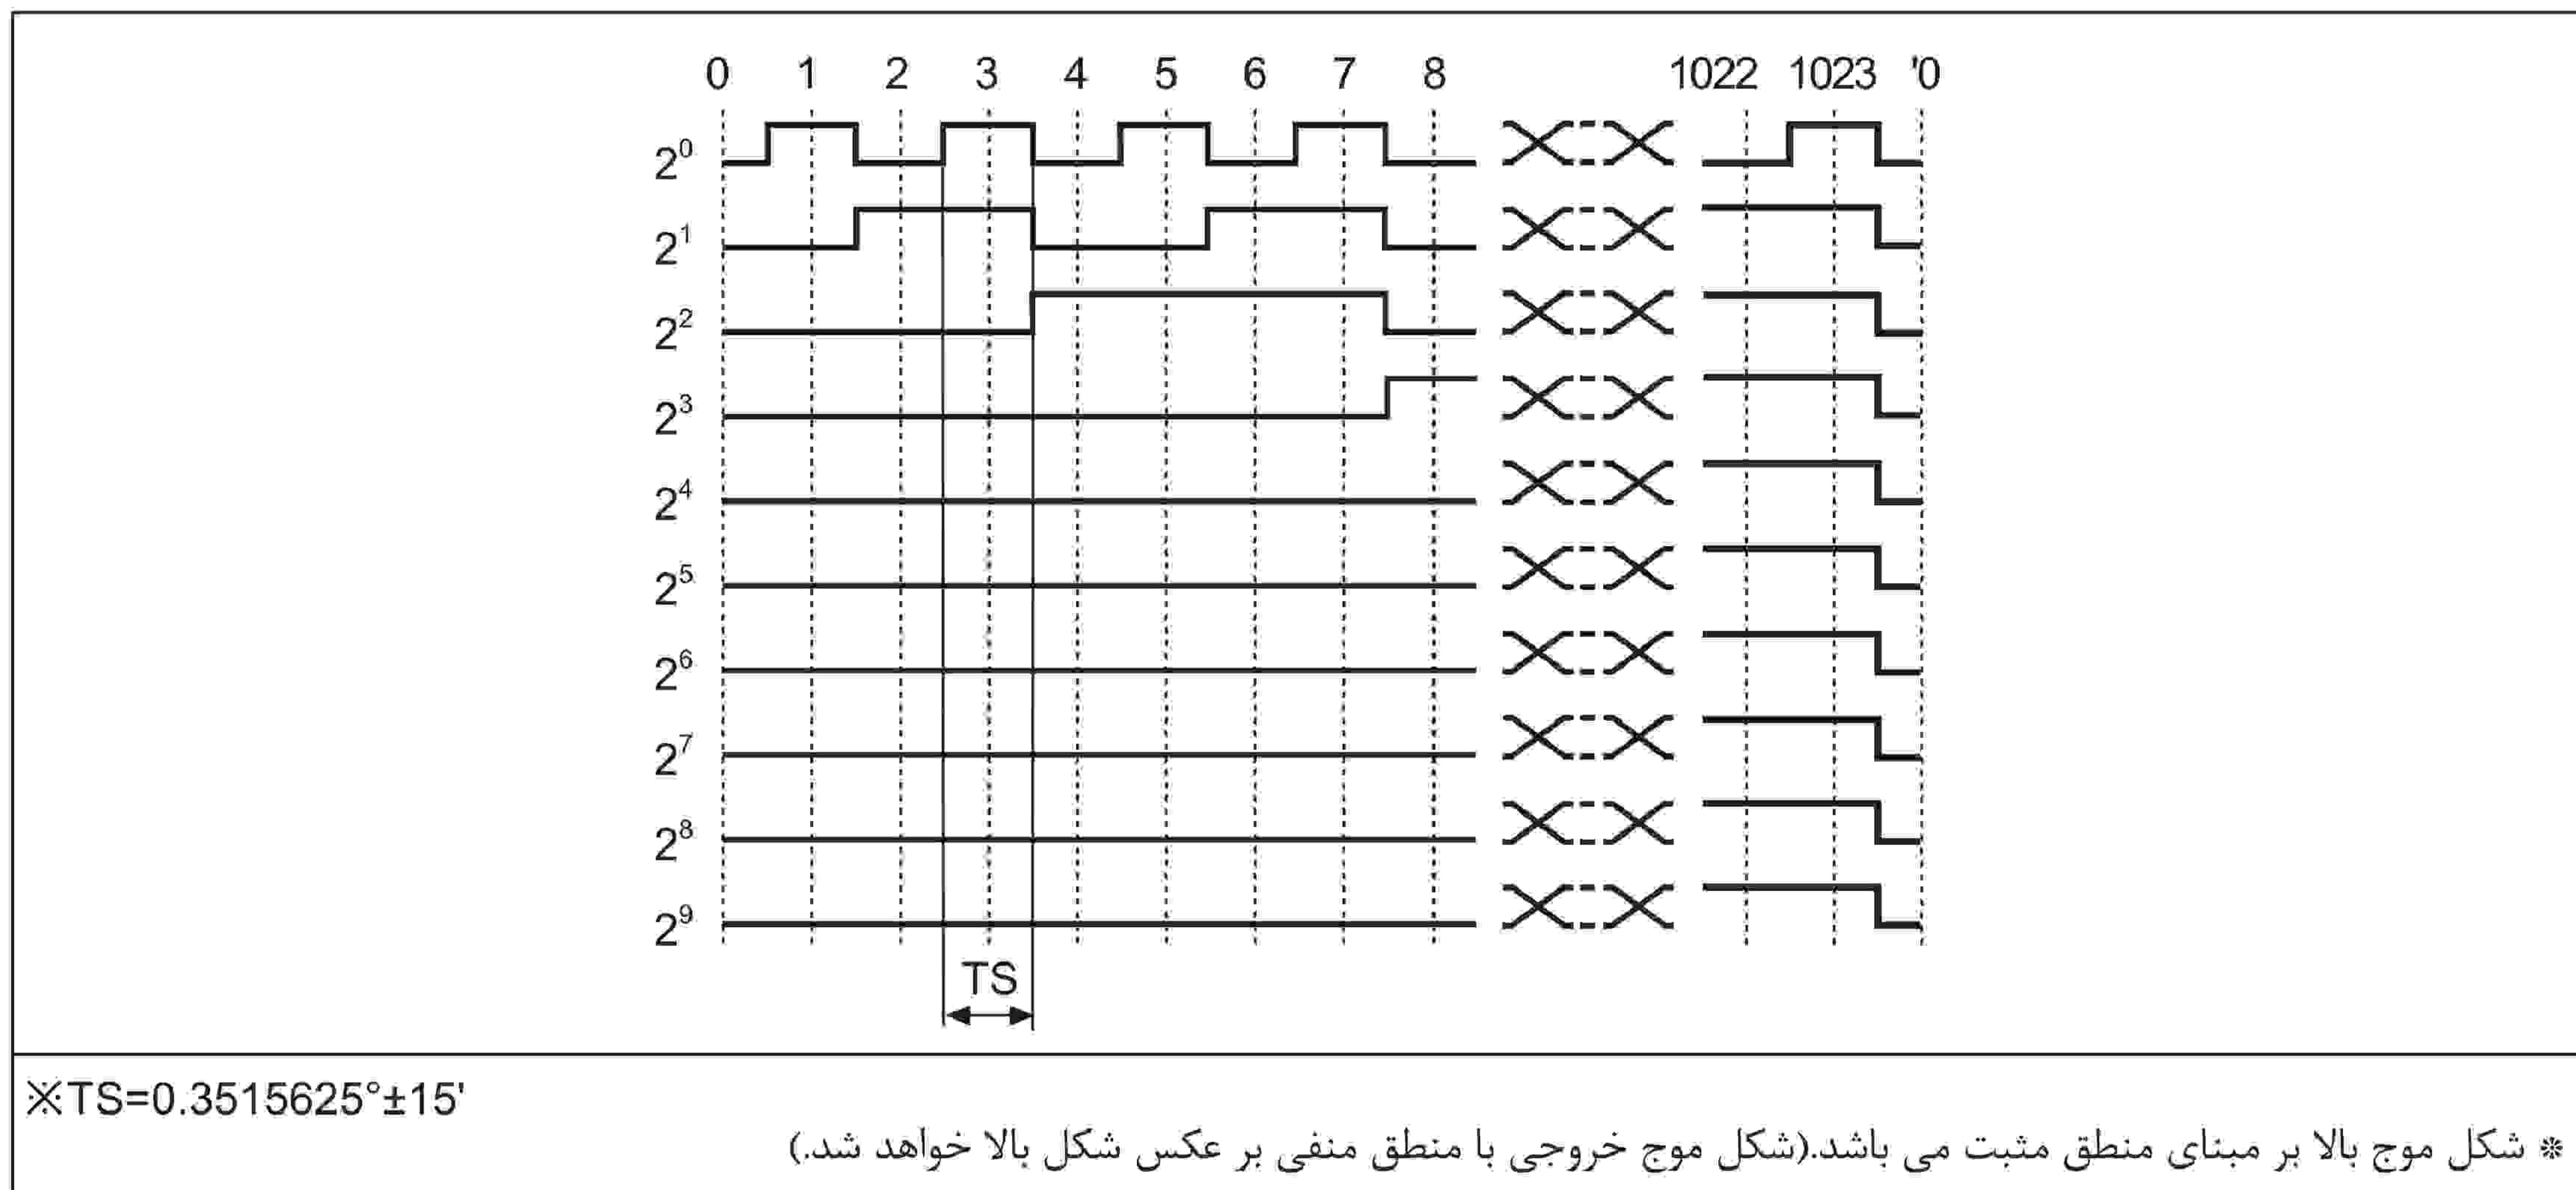 0 1 2 3 4 5 6 7 8 1022 1023 '0
2⁰
2¹
2²
2³
2⁴
2⁵
2⁶
2⁷
2⁸
2⁹
TS
※TS=0.3515625°±15'
※ شکل موج بالا بر مبنای منطق مثبت می باشد.(شکل موج خروجی با منطق منفی بر عکس شکل بالا خواهد شد.)